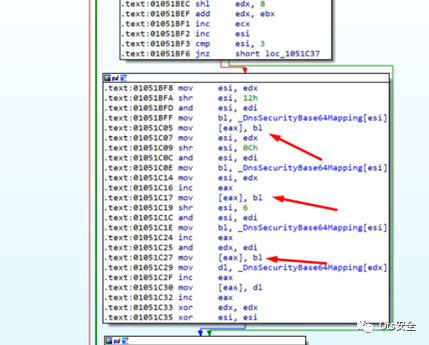 .text:01051BEC shl edx, 8
.text:01051BEF add edx, ebx
.text:01051BF1 inc ecx
.text:01051BF2 inc esi
.text:01051BF3 cmp esi, 3
.text:01051BF6 jnz short loc_1051C37
.text:01051BF8 mov esi, edx
.text:01051BFA shr esi, 12h
.text:01051BFD and esi, edi
.text:01051BFF mov bl, _DnsSecurityBase64Mapping[esi]
.text:01051C05 mov [eax], bl
.text:01051C07 mov esi, edx
.text:01051C09 shr esi, 0Ch
.text:01051C0C and esi, edi
.text:01051C0E mov bl, _DnsSecurityBase64Mapping[esi]
.text:01051C14 mov esi, edx
.text:01051C16 inc eax
.text:01051C17 mov [eax], bl
.text:01051C19 shr esi, 6
.text:01051C1C and esi, edi
.text:01051C1E mov bl, _DnsSecurityBase64Mapping[esi]
.text:01051C24 inc eax
.text:01051C25 and edx, edi
.text:01051C27 mov [eax], bl
.text:01051C29 mov dl, _DnsSecurityBase64Mapping[edx]
.text:01051C2F inc eax
.text:01051C30 mov [eax], dl
.text:01051C32 inc eax
.text:01051C33 xor edx, edx
.text:01051C35 xor esi, esi
Ots安全